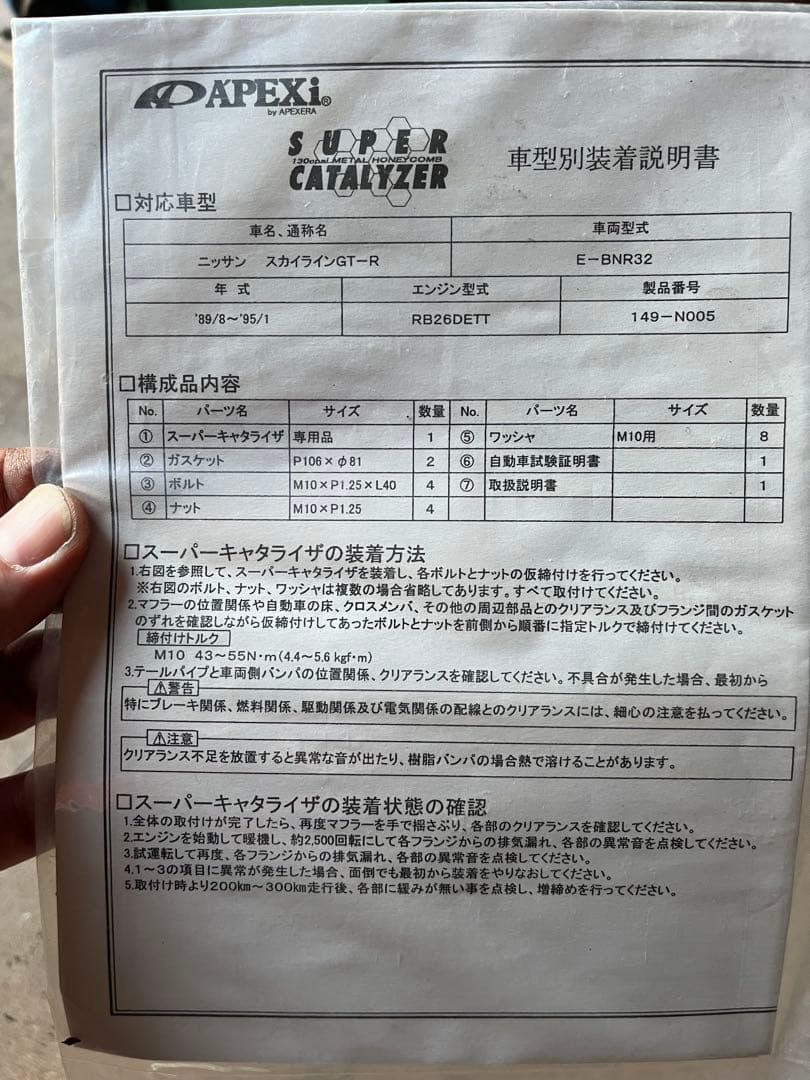 A'PEXi®
by APEXERA
SUPER
130cpsi METAL HONEYCOMB
CATALYZER
車型別装着説明書
□対応車型
車名、通称名 車両型式
ニッサン スカイラインGT-R E-BNR32
年 式 エンジン型式 製品番号
'89/8～'95/1 RB26DETT 149-N005
□構成品内容
No. パーツ名 サイズ 数量 No. パーツ名 サイズ 数量
① スーパーキャタライザ 専用品 1 ⑤ ワッシャ M10用 8
② ガスケット P106×φ81 2 ⑥ 自動車試験証明書 1
③ ボルト M10×P1.25×L40 4 ⑦ 取扱説明書 1
④ ナット M10×P1.25 4
□スーパーキャタライザの装着方法
1.右図を参照して、スーパーキャタライザを装着し、各ボルトとナットの仮締付けを行ってください。
※右図のボルト、ナット、ワッシャは複数の場合省略してあります。すべて取付けてください。
2.マフラーの位置関係や自動車の床、クロスメンバ、その他の周辺部品とのクリアランス及びフランジ間のガスケット
のずれを確認しながら仮締付けしてあったボルトとナットを前側から順番に指定トルクで締付けてください。
締付けトルク
M10 43～55N・m(4.4～5.6 kgf・m)
3.テールパイプと車両側バンパの位置関係、クリアランスを確認してください。不具合が発生した場合、最初から
⚠警告
特にブレーキ関係、燃料関係、駆動関係及び電気関係の配線とのクリアランスには、細心の注意を払ってください。
⚠注意
クリアランス不足を放置すると異常な音が出たり、樹脂バンパの場合熱で溶けることがあります。
□スーパーキャタライザの装着状態の確認
1.全体の取付けが完了したら、再度マフラーを手で揺さぶり、各部のクリアランスを確認してください。
2.エンジンを始動して暖機し、約2,500回転にして各フランジからの排気漏れ、各部の異常音を点検してください。
3.試運転して再度、各フランジからの排気漏れ、各部の異常音を点検してください。
4.1～3の項目に異常が発生した場合、面倒でも最初から装着をやりなおしてください。
5.取付け時より200km～300km走行後、各部に緩みが無い事を点検し、増締めを行ってください。